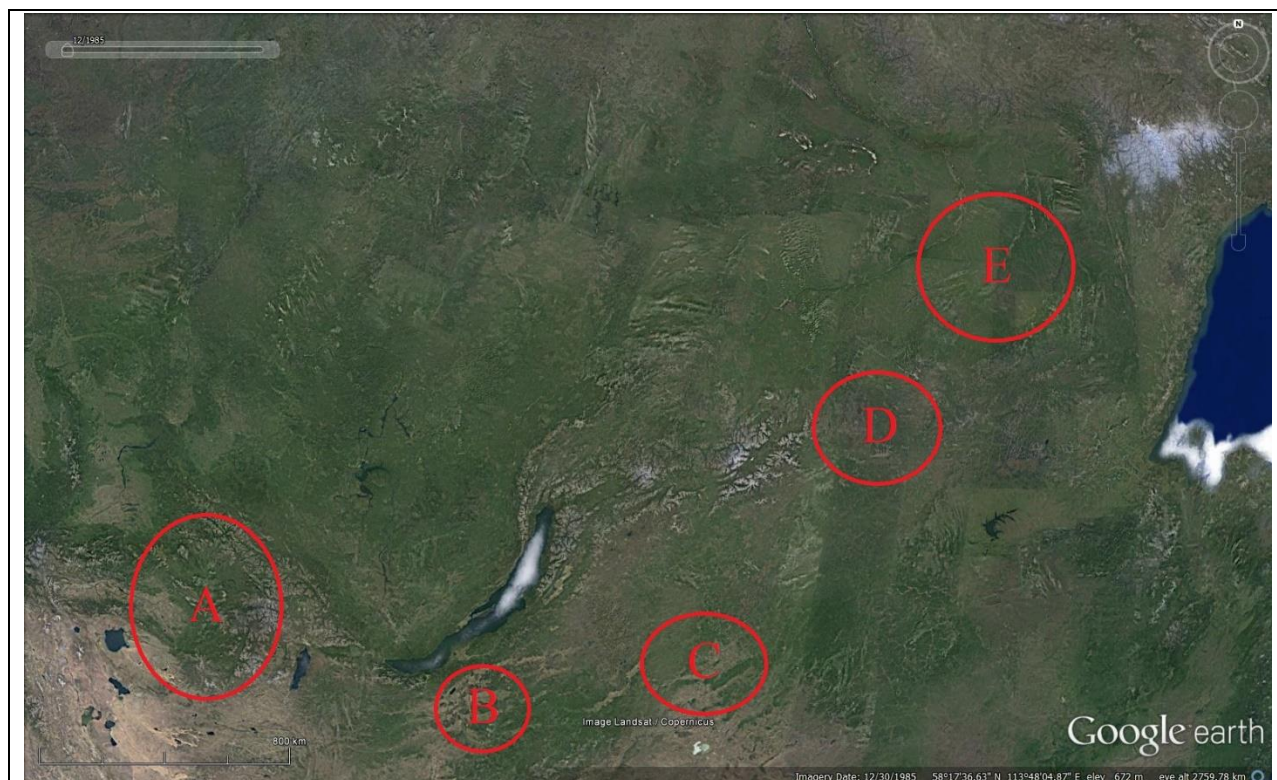 12/1985
N
E
D
A
C
B
Image Landsat / Copernicus
800 km
Google earth
Imagery Date: 12/30/1985 58°17'36.63" N 113°48'04.87" E elev 672 m eye alt 2759.78 km